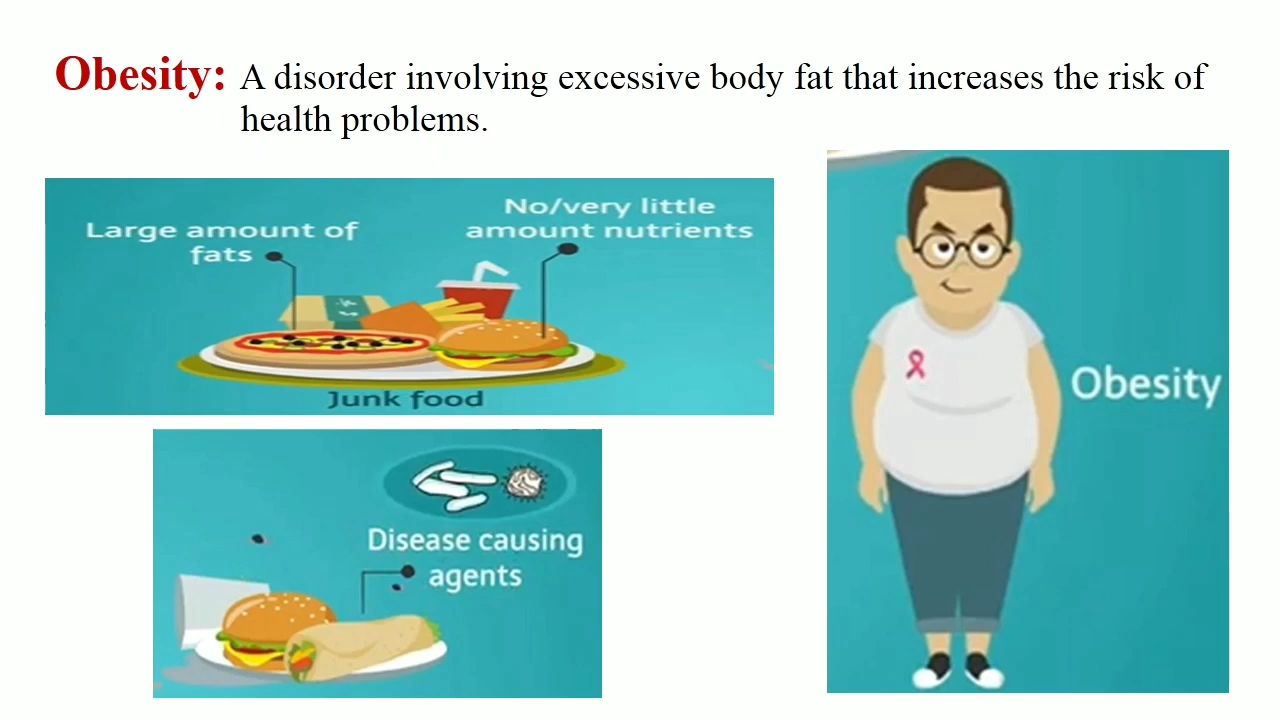 Obesity: A disorder involving excessive body fat that increases the risk of
health problems.
Large amount of
fats
No/very little
amount nutrients
Junk food
Obesity
Disease causing
agents